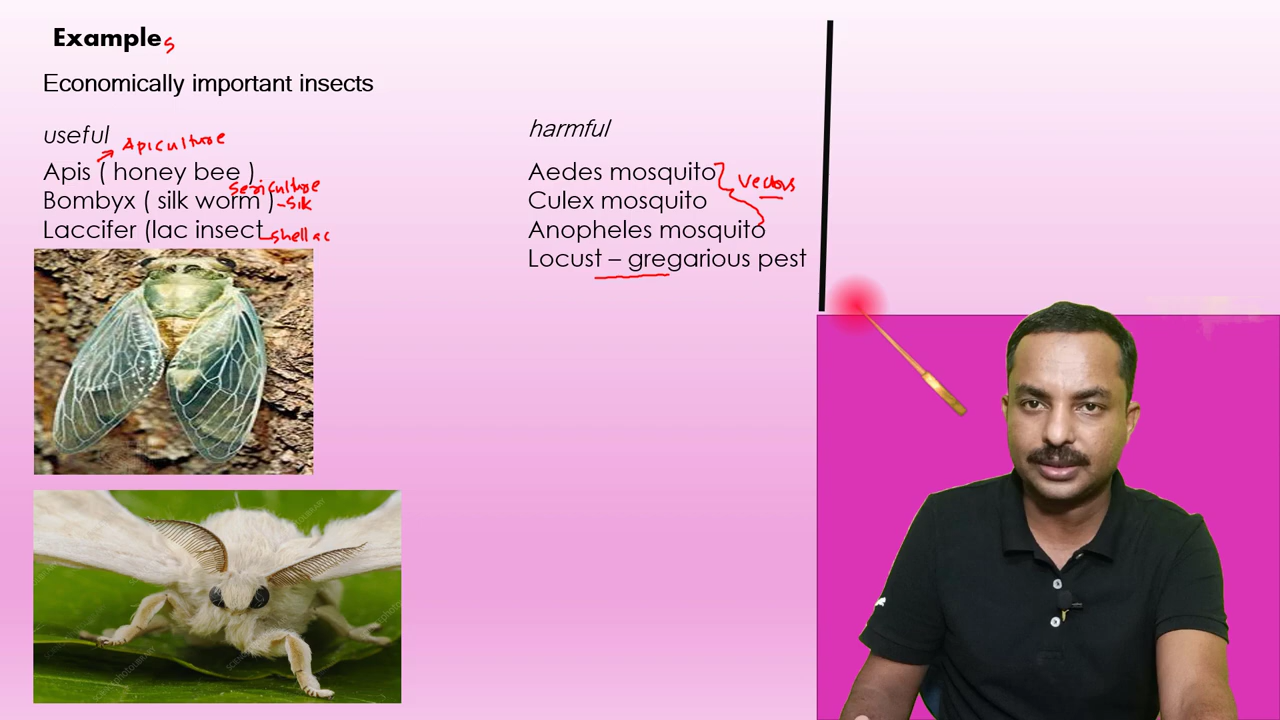 Examples
Economically important insects
useful
Apiculture
Apis ( honey bee )
Sericulture
Bombyx ( silk worm ) - Silk
Laccifer (lac insect shellac
harmful
Aedes mosquito
Vectors
Culex mosquito
Anopheles mosquito
Locust – gregarious pest